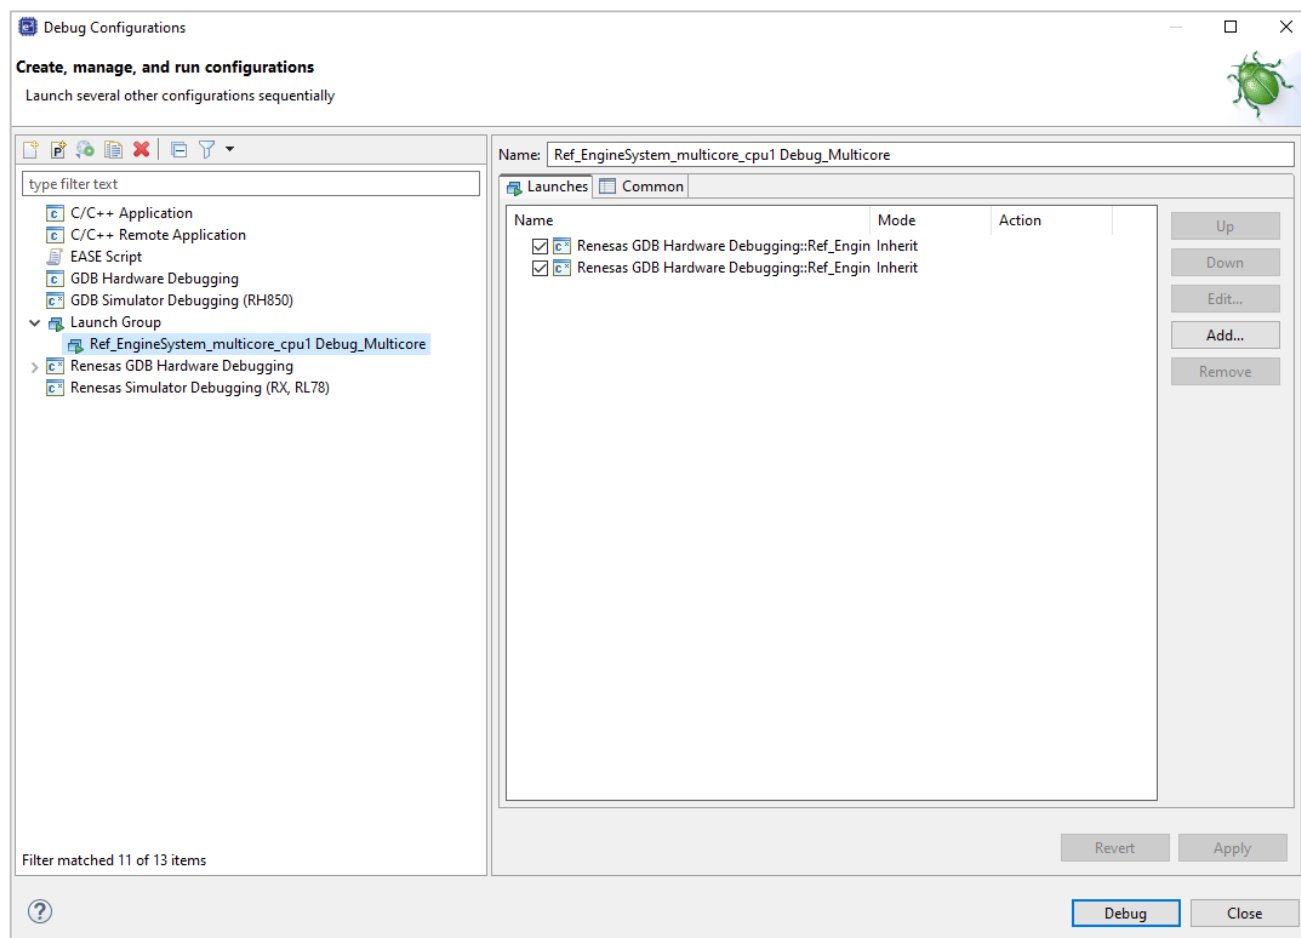 Debug Configurations
Create, manage, and run configurations
Launch several other configurations sequentially
type filter text
C/C++ Application
C/C++ Remote Application
EASE Script
GDB Hardware Debugging
GDB Simulator Debugging (RH850)
Launch Group
Ref_EngineSystem_multicore_cpu1 Debug_Multicore
Renesas GDB Hardware Debugging
Renesas Simulator Debugging (RX, RL78)
Filter matched 11 of 13 items
Name: Ref_EngineSystem_multicore_cpu1 Debug_Multicore
Launches Common
Name Mode Action
Renesas GDB Hardware Debugging::Ref_Engin Inherit
Renesas GDB Hardware Debugging::Ref_Engin Inherit
Up
Down
Edit...
Add...
Remove
Revert Apply
Debug Close